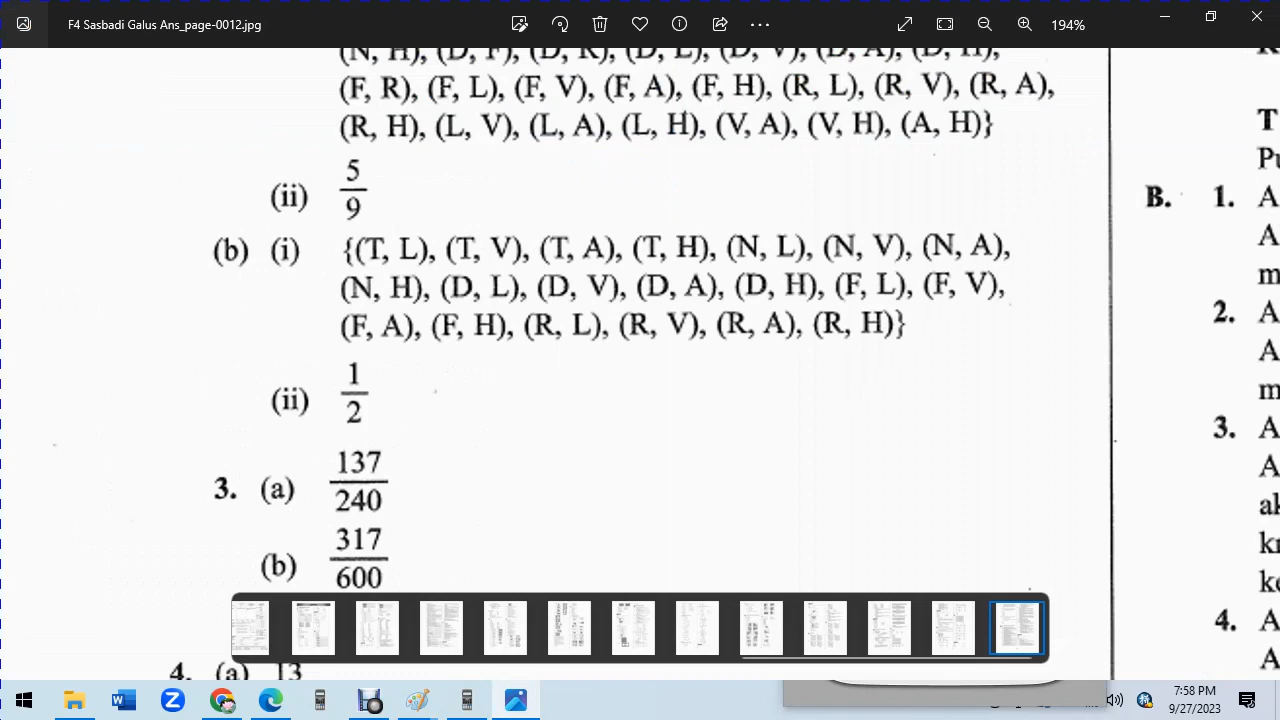 F4 Sasbadi Galus Ans_page-0012.jpg
194%
(N, H), (D, F), (D, R), (D, L), (D, V), (D, A), (D, H),
(F, R), (F, L), (F, V), (F, A), (F, H), (R, L), (R, V), (R, A),
(R, H), (L, V), (L, A), (L, H), (V, A), (V, H), (A, H)}
(ii) 5/9
(b) (i) {(T, L), (T, V), (T, A), (T, H), (N, L), (N, V), (N, A),
(N, H), (D, L), (D, V), (D, A), (D, H), (F, L), (F, V),
(F, A), (F, H), (R, L), (R, V), (R, A), (R, H)}
(ii) 1/2
3. (a) 137/240
(b) 317/600
4. (a) 13
T
Pu
B. 1. A
A
m
2. A
A
m
3. A
A
ak
kr
ke
4. A
A
7:58 PM
9/27/2023